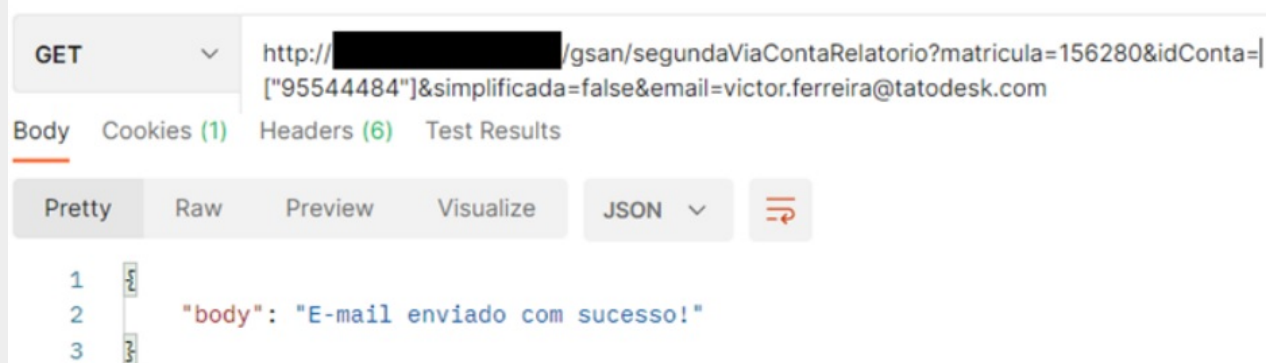 GET http:// /gsan/segundaViaContaRelatorio?matricula=156280&idConta=
["95544484"]&simplificada=false&email=victor.ferreira@tatodesk.com
Body Cookies (1) Headers (6) Test Results
Pretty Raw Preview Visualize JSON
1 {
2 "body": "E-mail enviado com sucesso!"
3 }